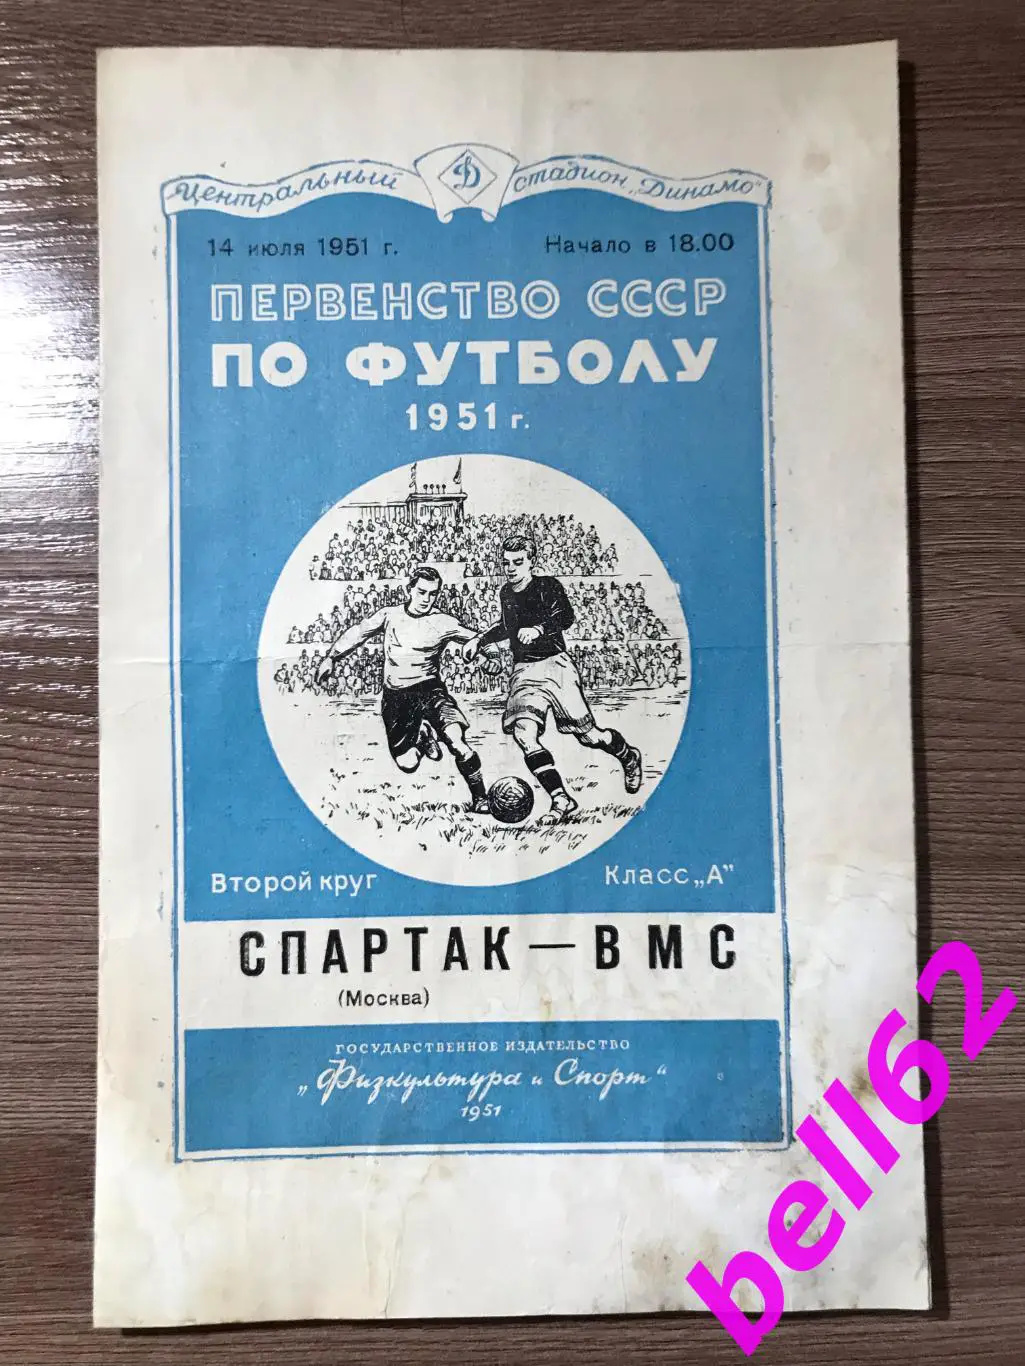 Центральный Д стадион „Динамо"
14 июля 1951 г. Начало в 18.00
ПЕРВЕНСТВО СССР
ПО ФУТБОЛУ
1951 г.
Второй круг Класс „А"
СПАРТАК — ВМС
(Москва)
ГОСУДАРСТВЕННОЕ ИЗДАТЕЛЬСТВО
„Физкультура и Спорт"
1951
bell62